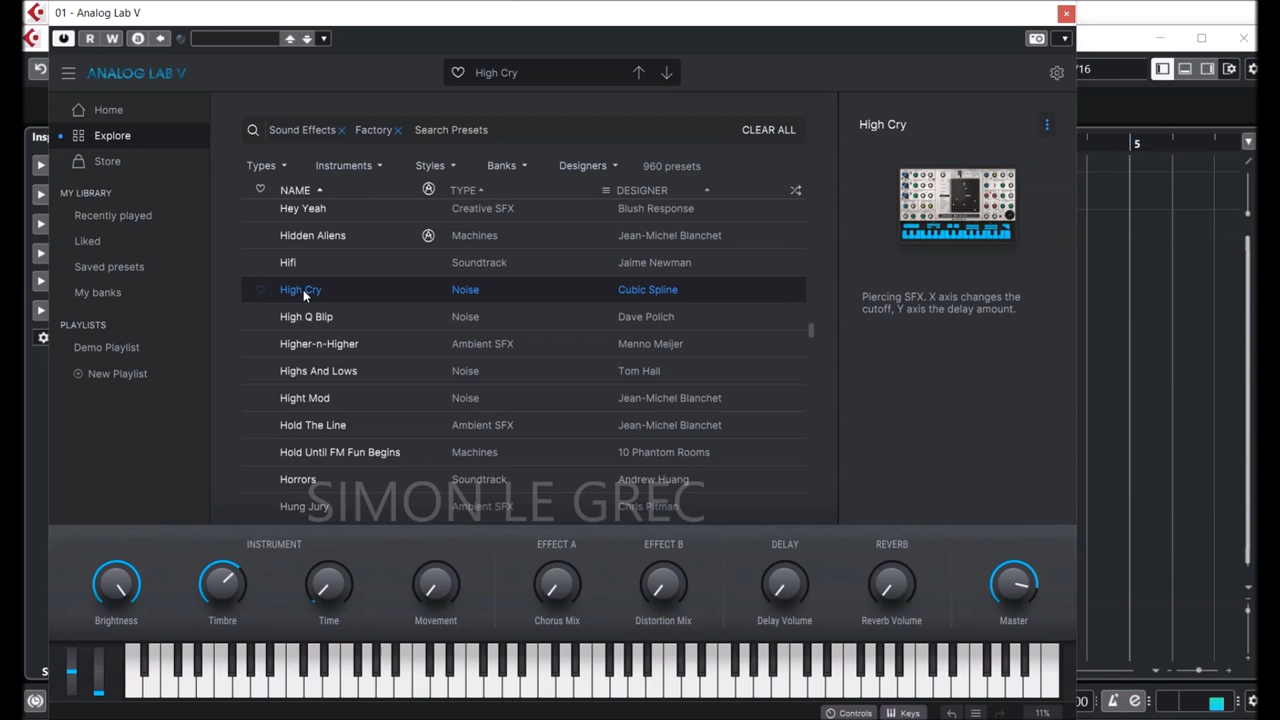 01 - Analog Lab V
R W a
ANALOG LAB V
High Cry
/16
Home
Explore
Store
MY LIBRARY
Recently played
Liked
Saved presets
My banks
PLAYLISTS
Demo Playlist
New Playlist
Sound Effects Factory Search Presets CLEAR ALL
Types Instruments Styles Banks Designers 960 presets
NAME TYPE DESIGNER
Hey Yeah Creative SFX Blush Response
Hidden Aliens Machines Jean-Michel Blanchet
Hifi Soundtrack Jaime Newman
High Cry Noise Cubic Spline
High Q Blip Noise Dave Polich
Higher-n-Higher Ambient SFX Menno Meijer
Highs And Lows Noise Tom Hall
Hight Mod Noise Jean-Michel Blanchet
Hold The Line Ambient SFX Jean-Michel Blanchet
Hold Until FM Fun Begins Machines 10 Phantom Rooms
Horrors Soundtrack Andrew Huang
Hung Jury Ambient SFX Chris Pitman
SIMON LE GREC
High Cry
Piercing SFX. X axis changes the
cutoff, Y axis the delay amount.
Insp
5
INSTRUMENT EFFECT A EFFECT B DELAY REVERB
Brightness Timbre Time Movement Chorus Mix Distortion Mix Delay Volume Reverb Volume Master
S
Controls Keys 11%
00